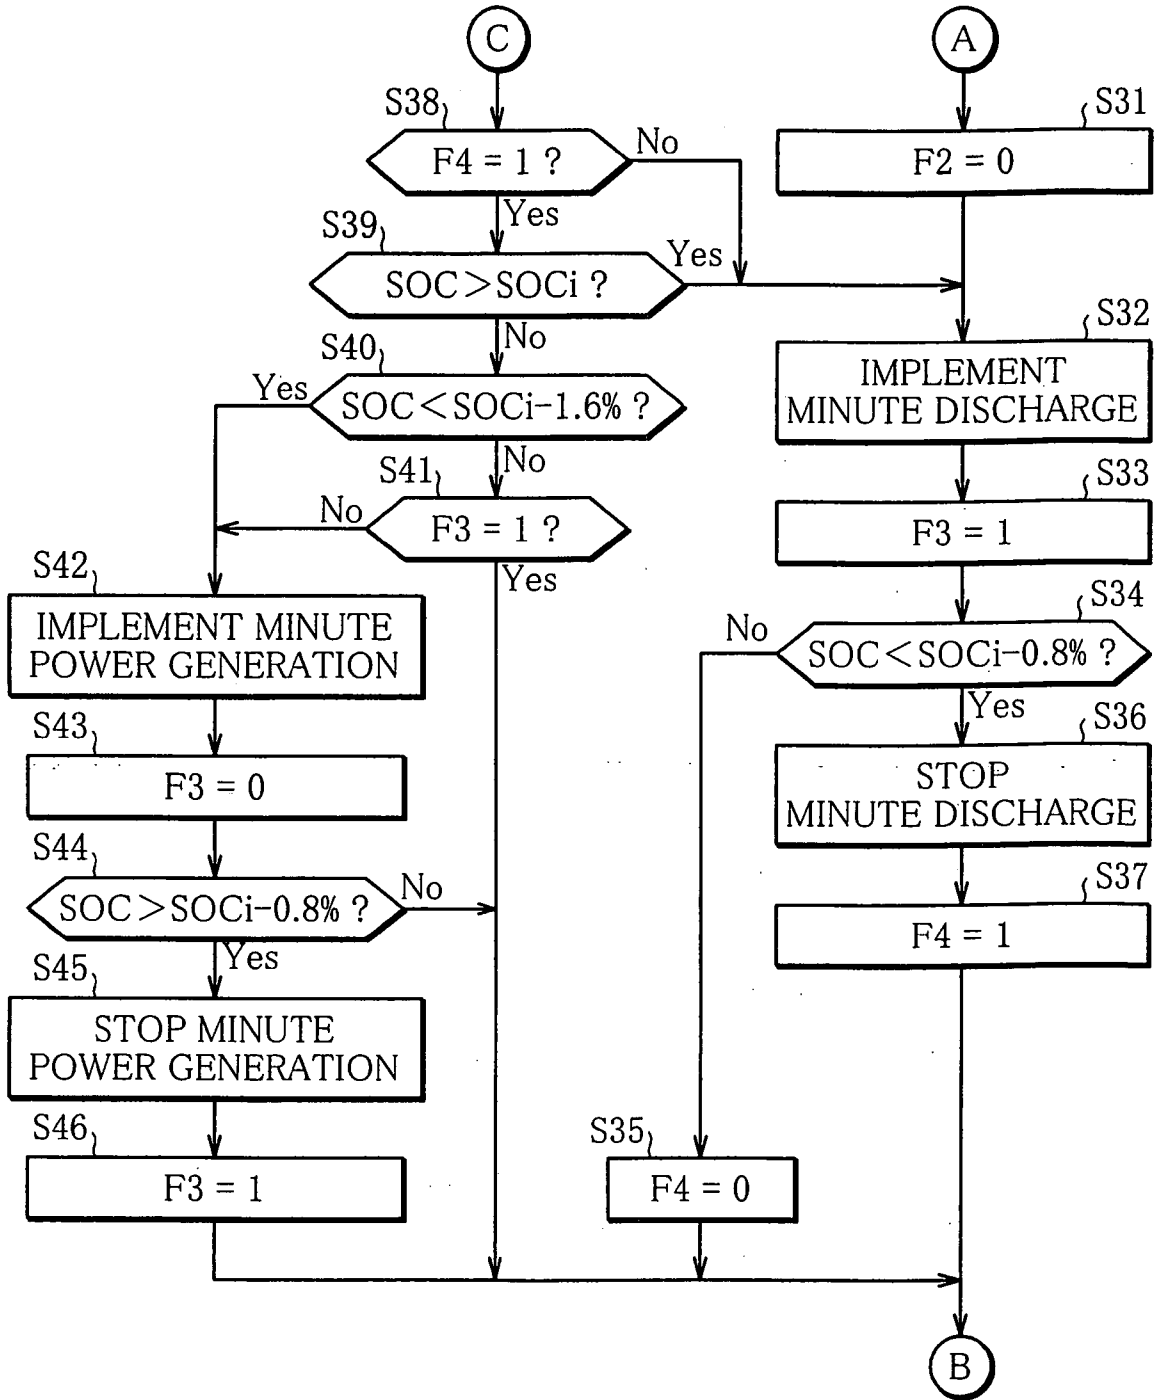 C
A
S38
F4 = 1 ?
No
Yes
S31
F2 = 0
S39
SOC>SOCi ?
Yes
No
S32
IMPLEMENT
MINUTE DISCHARGE
S40
SOC<SOCi-1.6% ?
Yes
No
S33
F3 = 1
S41
F3 = 1 ?
No
Yes
S34
SOC<SOCi-0.8% ?
No
Yes
S42
IMPLEMENT MINUTE
POWER GENERATION
S36
STOP
MINUTE DISCHARGE
S43
F3 = 0
S44
SOC>SOCi-0.8% ?
No
Yes
S37
F4 = 1
S45
STOP MINUTE
POWER GENERATION
S46
F3 = 1
S35
F4 = 0
B